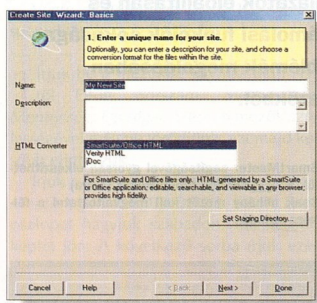 Create Site Wizard: Basics
1. Enter a unique name for your site.
Optionally, you can enter a description for your site, and choose a
conversion format for the files within the site.
Name:
My New Site
Description:
HTML Converter
SmartSuite/Office HTML
Verity HTML
jDoc
For SmartSuite and Office files only. HTML generated by a SmartSuite
or Office application; editable, searchable, and viewable in any browser;
provides high fidelity.
Set Staging Directory...
Cancel
Help
< Back
Next >
Done